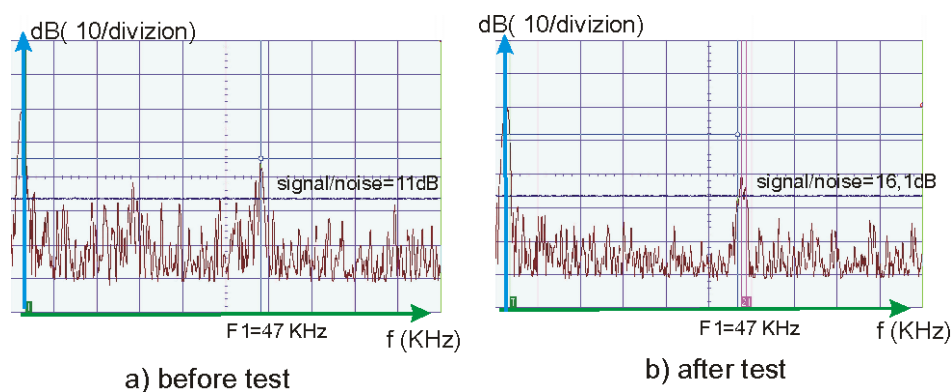 dB( 10/divizion)
signal/noise=11dB
F1=47 KHz
f (KHz)
a) before test
dB( 10/divizion)
signal/noise=16,1dB
F1=47 KHz
f (KHz)
b) after test